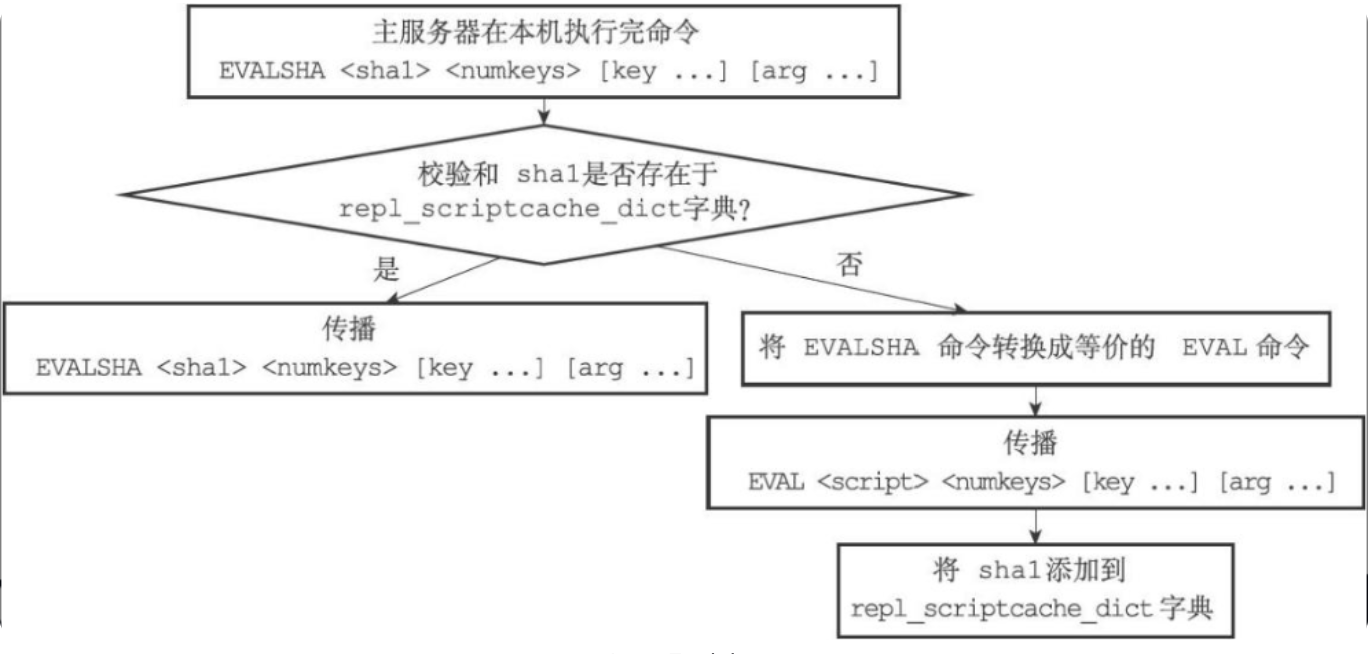 主服务器在本机执行完命令
EVALSHA <sha1> <numkeys> [key ...] [arg ...]
校验和 sha1是否存在于
repl_scriptcache_dict字典?
是
否
传播
EVALSHA <sha1> <numkeys> [key ...] [arg ...]
将 EVALSHA 命令转换成等价的 EVAL 命令
传播
EVAL <script> <numkeys> [key ...] [arg ...]
将 sha1添加到
repl_scriptcache_dict 字典